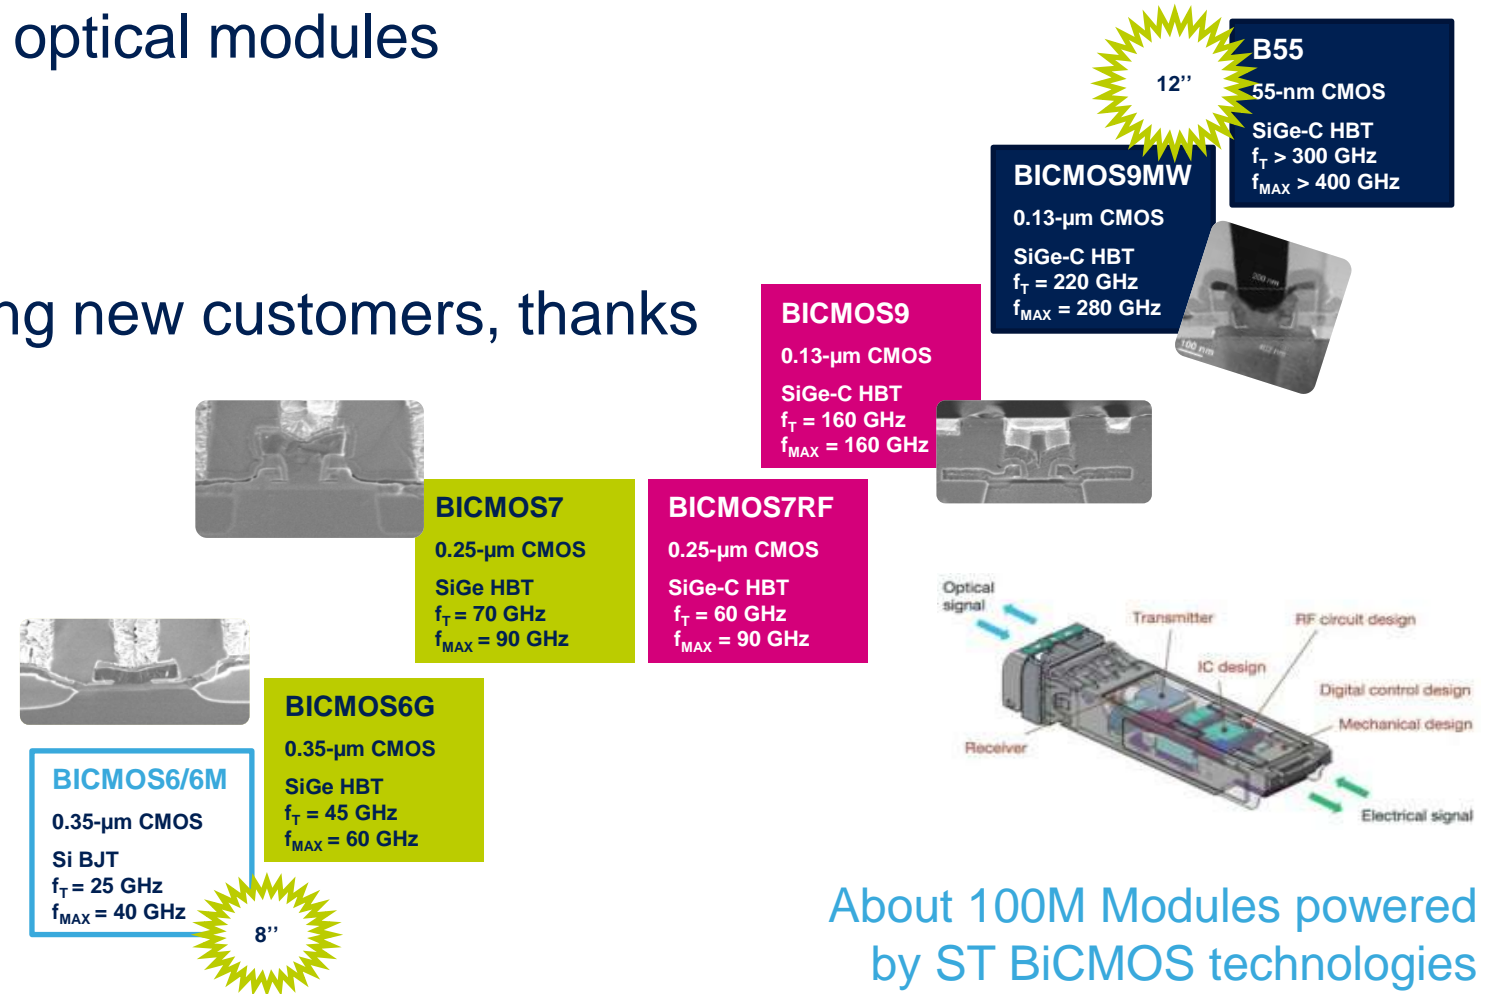 optical modules
ng new customers, thanks
12’’
B55
55-nm CMOS
SiGe-C HBT
fT > 300 GHz
fMAX > 400 GHz
BICMOS9MW
0.13-µm CMOS
SiGe-C HBT
fT = 220 GHz
fMAX = 280 GHz
200 nm
100 nm
BICMOS9
0.13-µm CMOS
SiGe-C HBT
fT = 160 GHz
fMAX = 160 GHz
BICMOS7
0.25-µm CMOS
SiGe HBT
fT = 70 GHz
fMAX = 90 GHz
BICMOS7RF
0.25-µm CMOS
SiGe-C HBT
fT = 60 GHz
fMAX = 90 GHz
BICMOS6G
0.35-µm CMOS
SiGe HBT
fT = 45 GHz
fMAX = 60 GHz
BICMOS6/6M
0.35-µm CMOS
Si BJT
fT = 25 GHz
fMAX = 40 GHz
8’’
Optical
signal
Transmitter
RF circuit design
IC design
Digital control design
Mechanical design
Receiver
Electrical signal
About 100M Modules powered
by ST BiCMOS technologies